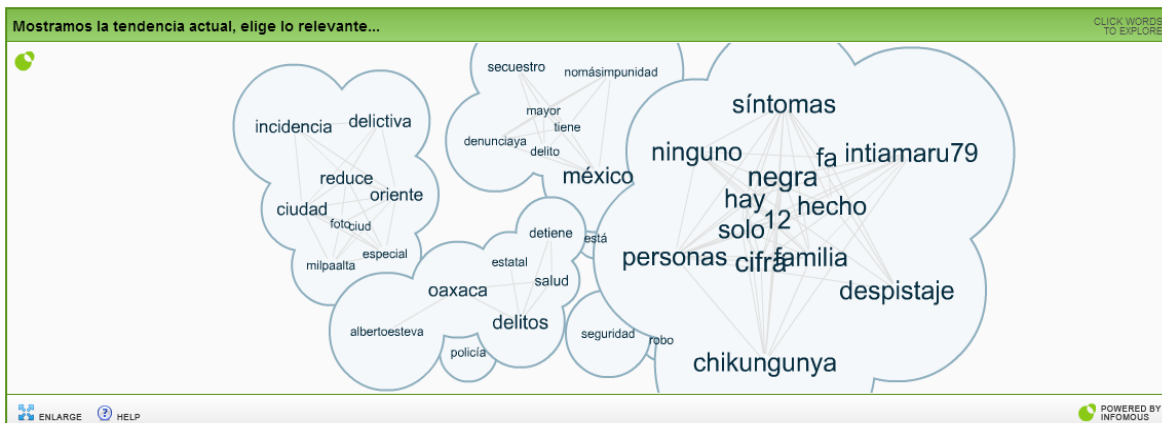 Mostramos la tendencia actual, elige lo relevante...
CLICK WORDS
TO EXPLORE
incidencia
delictiva
reduce
oriente
ciudad
foto
ciud
especial
milpaalta
secuestro
nomásimpunidad
mayor
tiene
denunciaya
delito
méxico
detiene
está
estatal
salud
oaxaca
delitos
albertoesteva
policía
seguridad
robo
síntomas
ninguno
fa
intiamaru79
negra
hay
12
hecho
solo
personas
cifra
familia
despistaje
chikungunya
ENLARGE
HELP
POWERED BY
INFOMOUS